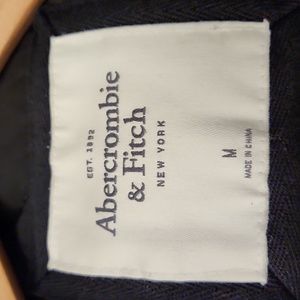 EST. 1892
Abercrombie
& Fitch
NEW YORK
M
MADE IN CHINA